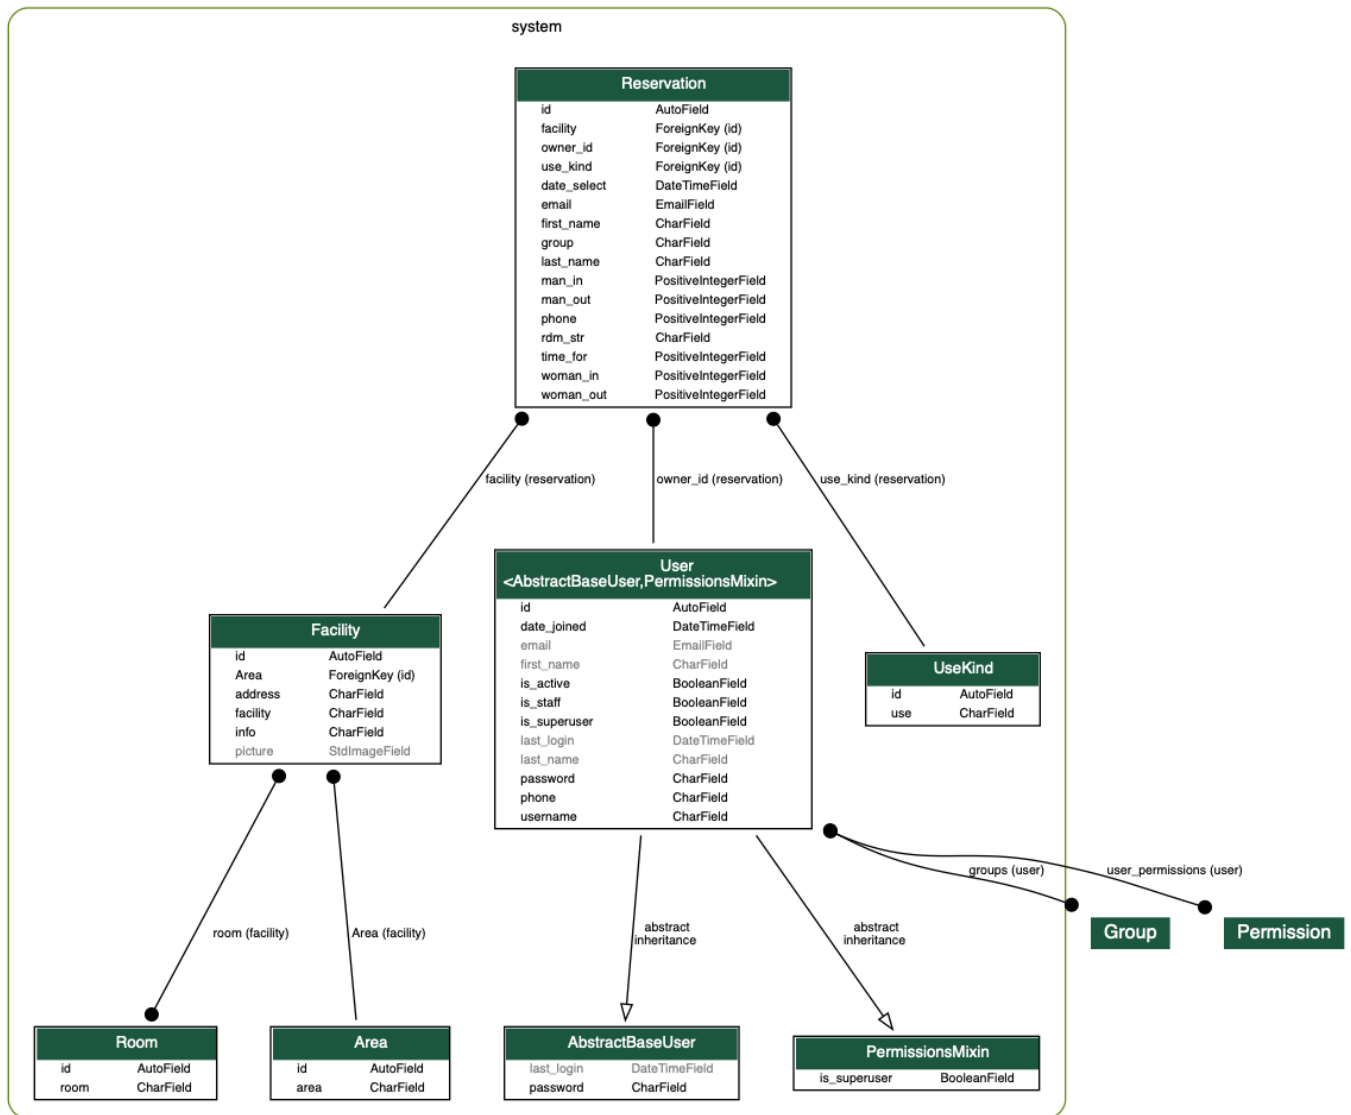 system
Reservation
id AutoField
facility ForeignKey (id)
owner_id ForeignKey (id)
use_kind ForeignKey (id)
date_select DateTimeField
email EmailField
first_name CharField
group CharField
last_name CharField
man_in PositiveIntegerField
man_out PositiveIntegerField
phone PositiveIntegerField
rdm_str CharField
time_for PositiveIntegerField
woman_in PositiveIntegerField
woman_out PositiveIntegerField
facility (reservation)
owner_id (reservation)
use_kind (reservation)
Facility
id AutoField
Area ForeignKey (id)
address CharField
facility CharField
info CharField
picture StdImageField
User
<AbstractBaseUser,PermissionsMixin>
id AutoField
date_joined DateTimeField
email EmailField
first_name CharField
is_active BooleanField
is_staff BooleanField
is_superuser BooleanField
last_login DateTimeField
last_name CharField
password CharField
phone CharField
username CharField
UseKind
id AutoField
use CharField
groups (user)
user_permissions (user)
room (facility)
Area (facility)
abstract
inheritance
abstract
inheritance
Group
Permission
Room
id AutoField
room CharField
Area
id AutoField
area CharField
AbstractBaseUser
last_login DateTimeField
password CharField
PermissionsMixin
is_superuser BooleanField